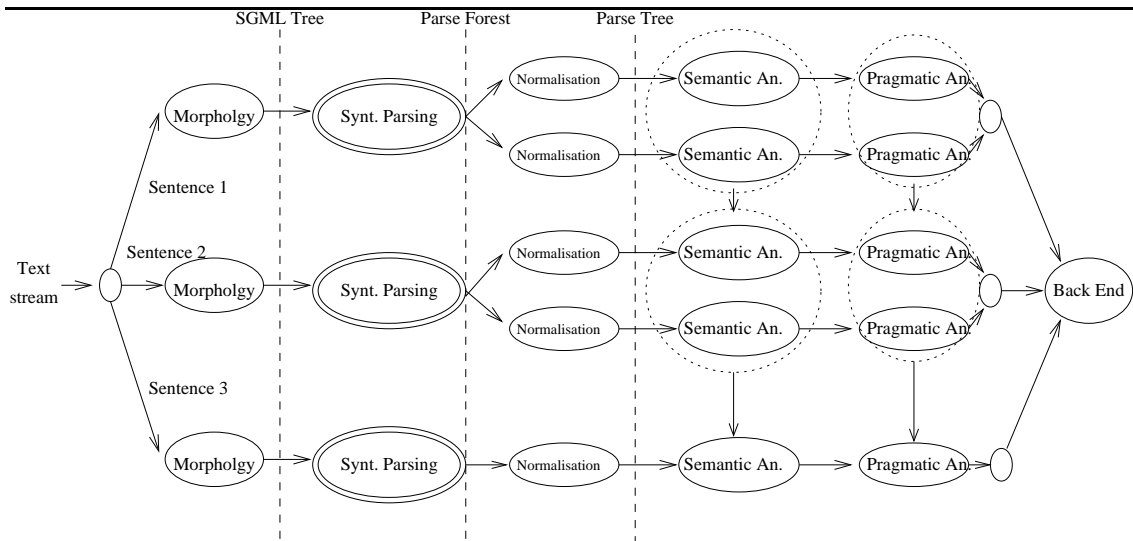 SGML Tree
Parse Forest
Parse Tree
Normalisation
Semantic An.
Pragmatic An.
Morpholgy
Synt. Parsing
Normalisation
Semantic An.
Pragmatic An.
Sentence 1
Sentence 2
Normalisation
Semantic An.
Pragmatic An.
Text
stream
Morpholgy
Synt. Parsing
Back End
Normalisation
Semantic An.
Pragmatic An.
Sentence 3
Morpholgy
Synt. Parsing
Normalisation
Semantic An.
Pragmatic An.